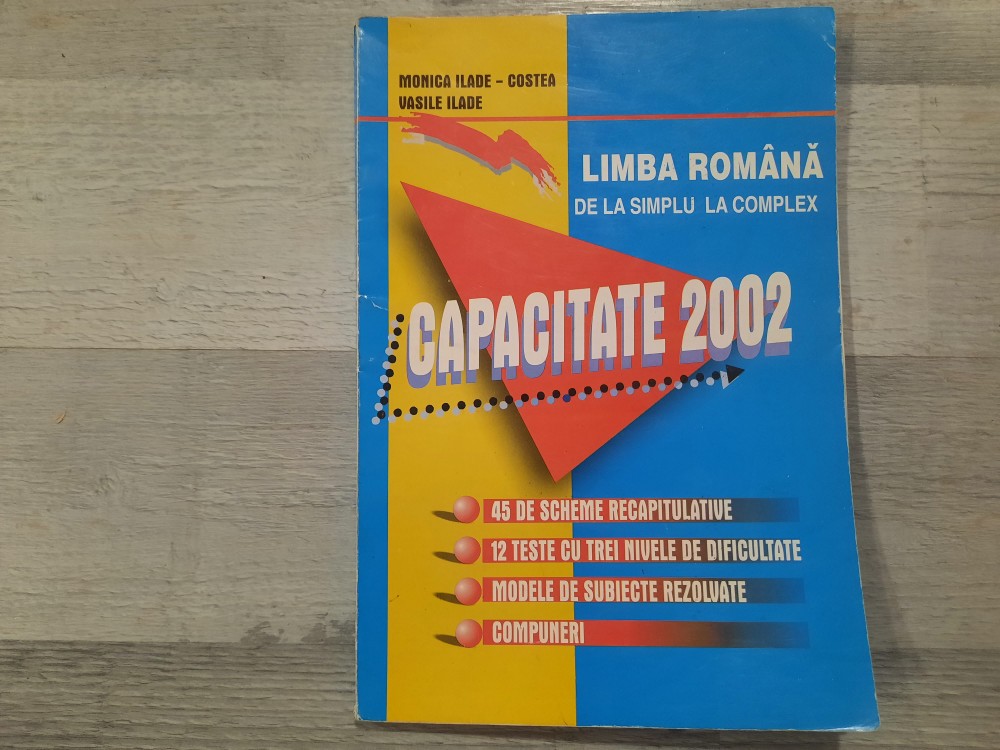 MONICA ILADE - COSTEA
VASILE ILADE
LIMBA ROMÂNĂ
DE LA SIMPLU LA COMPLEX
CAPACITATE 2002
45 DE SCHEME RECAPITULATIVE
12 TESTE CU TREI NIVELE DE DIFICULTATE
MODELE DE SUBIECTE REZOLVATE
COMPUNERI